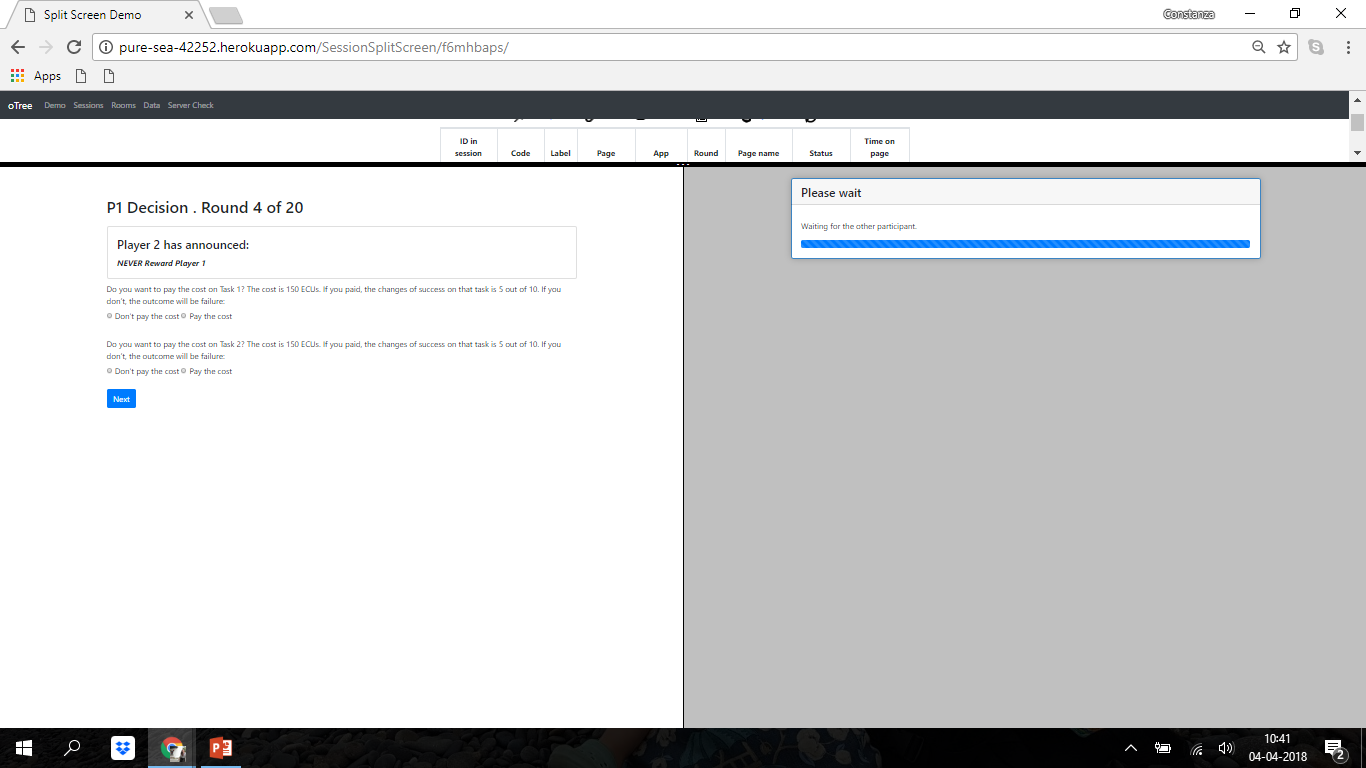 Split Screen Demo
Constanza
pure-sea-42252.herokuapp.com/SessionSplitScreen/f6mhbaps/
Apps
oTree Demo Sessions Rooms Data Server Check
ID in session Code Label Page App Round Page name Status Time on page
P1 Decision . Round 4 of 20
Player 2 has announced:
NEVER Reward Player 1
Do you want to pay the cost on Task 1? The cost is 150 ECUs. If you paid, the changes of success on that task is 5 out of 10. If you
don't, the outcome will be failure:
Don't pay the cost Pay the cost
Do you want to pay the cost on Task 2? The cost is 150 ECUs. If you paid, the changes of success on that task is 5 out of 10. If you
don't, the outcome will be failure:
Don't pay the cost Pay the cost
Next
Please wait
Waiting for the other participant.
10:41
04-04-2018
2